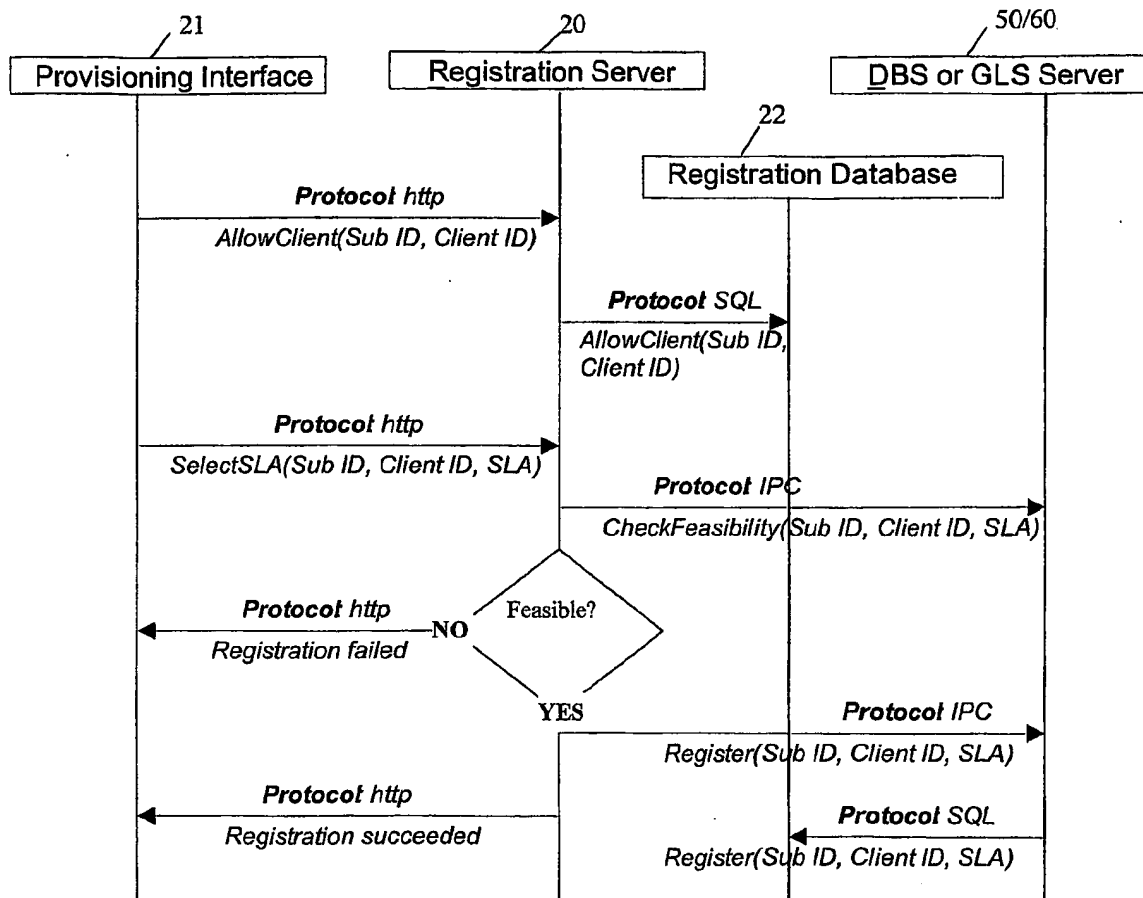 21
20
50/60
Provisioning Interface
Registration Server
DBS or GLS Server
22
Registration Database
Protocol: http
AllowClient(Sub ID, Client ID)
Protocol: SQL
AllowClient(Sub ID,
Client ID)
Protocol: http
SelectSLA(Sub ID, Client ID, SLA)
Protocol: IPC
CheckFeasibility(Sub ID, Client ID, SLA)
Feasible?
Protocol: http
NO
Registration failed
YES
Protocol: IPC
Register(Sub ID, Client ID, SLA)
Protocol: http
Registration succeeded
Protocol: SQL
Register(Sub ID, Client ID, SLA)